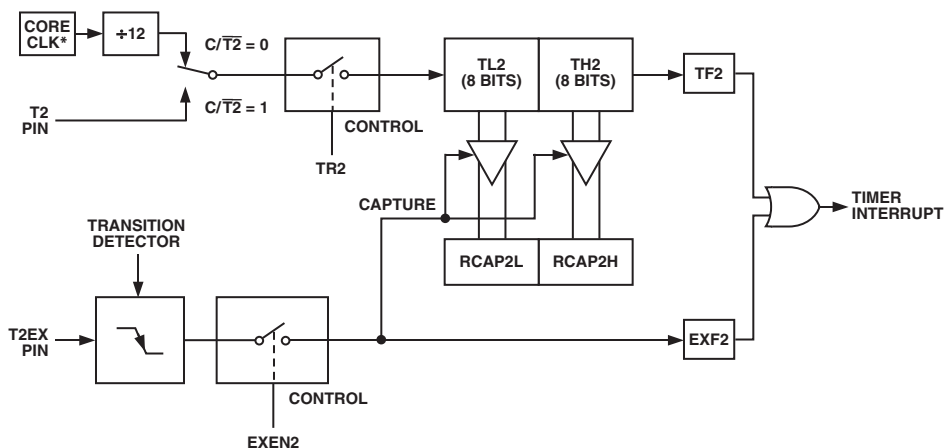 CORE
CLK*
÷12
C/T2̅ = 0
C/T2̅ = 1
T2
PIN
CONTROL
TR2
TL2
(8 BITS)
TH2
(8 BITS)
TF2
CAPTURE
RCAP2L
RCAP2H
TIMER
INTERRUPT
TRANSITION
DETECTOR
T2EX
PIN
CONTROL
EXEN2
EXF2